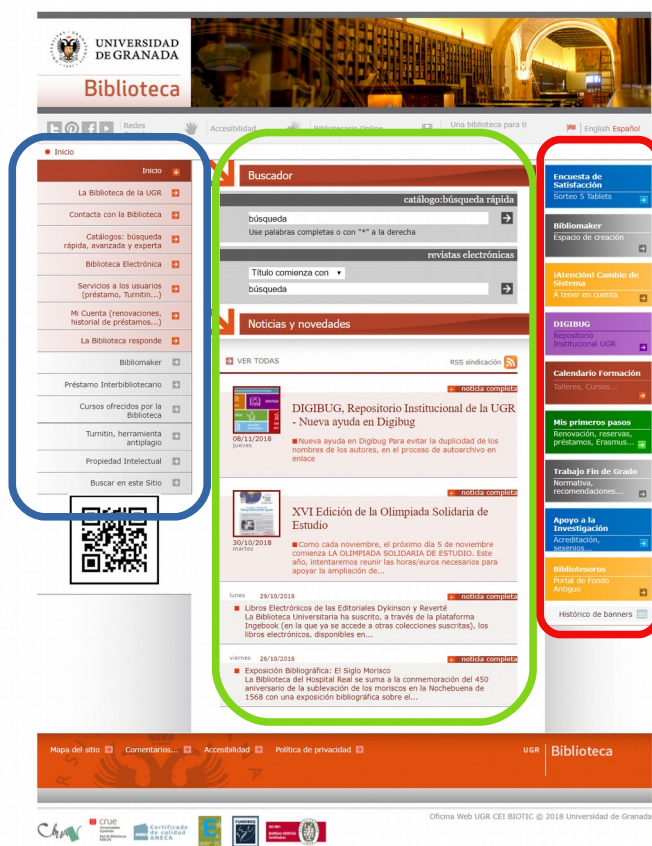 UNIVERSIDAD
DE GRANADA
Biblioteca
Redes
Accesibilidad
Bibliotecario Online
Una biblioteca para ti
English Español
Inicio
Inicio
La Biblioteca de la UGR
Contacta con la Biblioteca
Catálogos: búsqueda
rápida, avanzada y experta
Biblioteca Electrónica
Servicios a los usuarios
(préstamo, Turnitin...)
Mi Cuenta (renovaciones,
historial de préstamos...)
La Biblioteca responde
Bibliomaker
Préstamo Interbibliotecario
Cursos ofrecidos por la
Biblioteca
Turnitin, herramienta
antiplagio
Propiedad Intelectual
Buscar en este Sitio
Buscador
catálogo:búsqueda rápida
búsqueda
Use palabras completas o con "*" a la derecha
revistas electrónicas
Título comienza con
búsqueda
Noticias y novedades
VER TODAS
RSS sindicación
noticia completa
DIGIBUG, Repositorio Institucional de la UGR
- Nueva ayuda en Digibug
08/11/2018
jueves
Nueva ayuda en Digibug Para evitar la duplicidad de los
nombres de los autores, en el proceso de autoarchivo en
enlace
noticia completa
XVI Edición de la Olimpiada Solidaria de
Estudio
30/10/2018
martes
Como cada noviembre, el próximo día 5 de noviembre
comienza LA OLIMPIADA SOLIDARIA DE ESTUDIO. Este
año, intentaremos reunir las horas/euros necesarios para
apoyar la ampliación de...
lunes 29/10/2018
noticia completa
Libros Electrónicos de las Editoriales Dykinson y Reverté
La Biblioteca Universitaria ha suscrito, a través de la plataforma
Ingebook (en la que ya se accede a otras colecciones suscritas), los
libros electrónicos, disponibles en...
viernes 26/10/2018
noticia completa
Exposición Bibliográfica: El Siglo Morisco
La Biblioteca del Hospital Real se suma a la conmemoración del 450
aniversario de la sublevación de los moriscos en la Nochebuena de
1568 con una exposición bibliográfica sobre el...
Encuesta de
Satisfacción
Sorteo 5 Tablets
Bibliomaker
Espacio de creación
¡Atención! Cambio de
Sistema
A tener en cuenta
DIGIBUG
Repositorio
Institucional UGR
Calendario Formación
Talleres, Cursos...
Mis primeros pasos
Renovación, reservas,
préstamos, Erasmus...
Trabajo Fin de Grado
Normativa,
recomendaciones...
Apoyo a la
Investigación
Acreditación,
sexenios...
Bibliotesoros
Portal de Fondo
Antiguo
Histórico de banners
Mapa del sitio
Comentarios...
Accesibilidad
Política de privacidad
UGR
Biblioteca
Oficina Web UGR CEI BIOTIC © 2018 Universidad de Granada
crue
Certificado
de calidad
ANECA